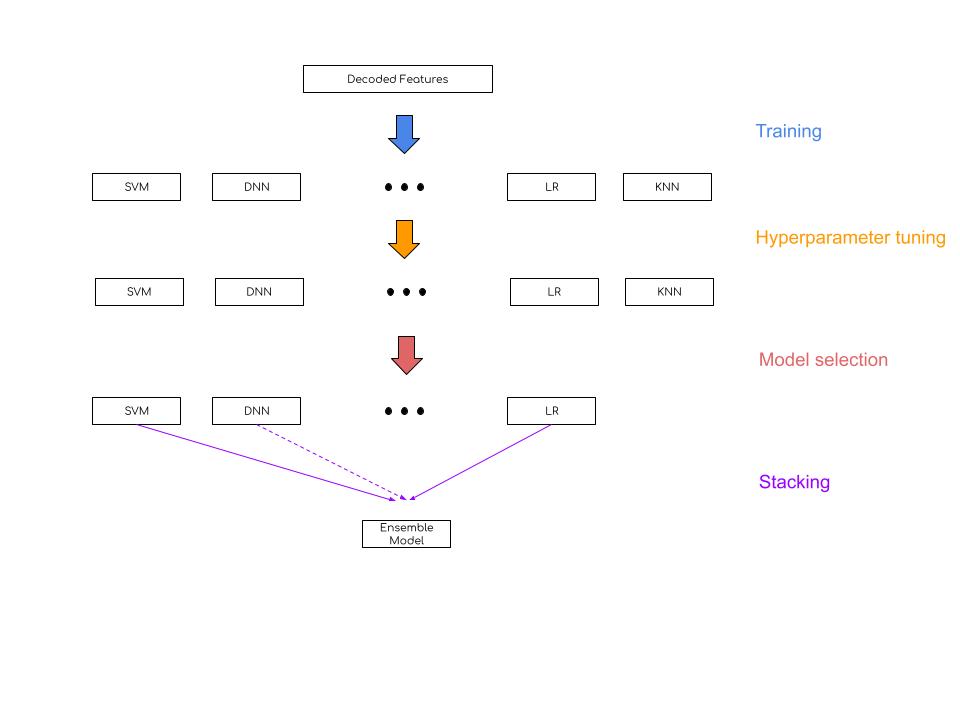 Decoded Features
Training
SVM
DNN
LR
KNN
Hyperparameter tuning
SVM
DNN
LR
KNN
Model selection
SVM
DNN
LR
Stacking
Ensemble
Model